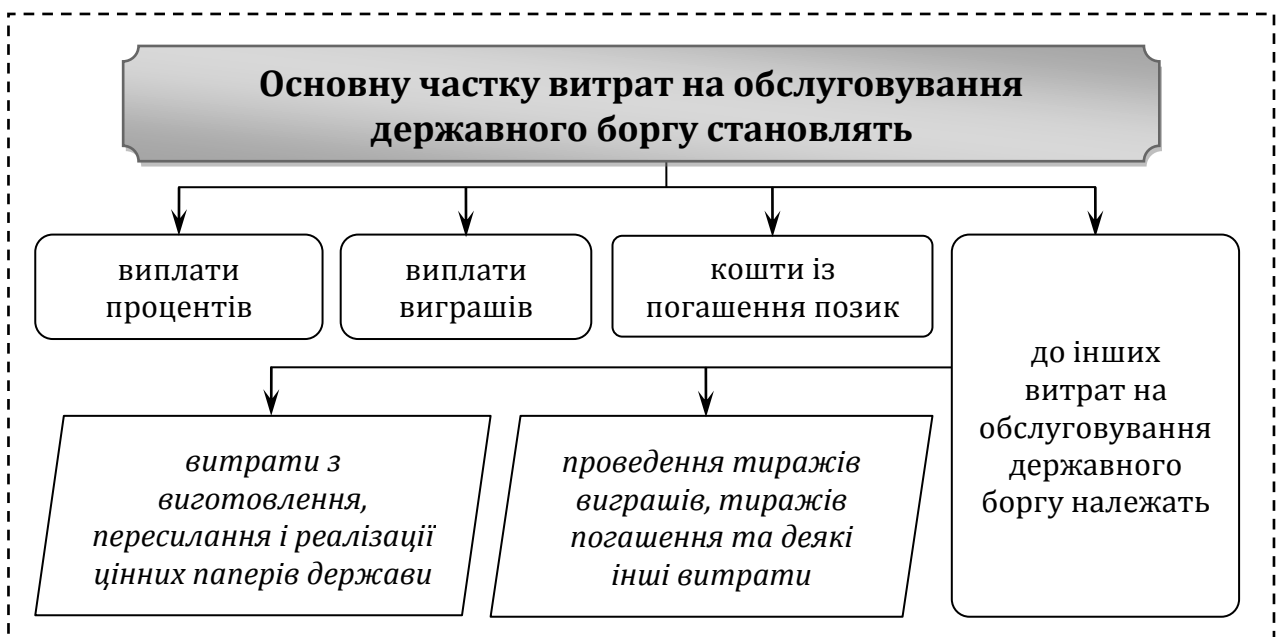 Основну частку витрат на обслуговування
державного боргу становлять
виплати
процентів
виплати
виграшів
кошти із
погашення позик
до інших
витрат на
обслуговування
державного
боргу належать
витрати з
виготовлення,
пересилання і реалізації
цінних паперів держави
проведення тиражів
виграшів, тиражів
погашення та деякі
інші витрати